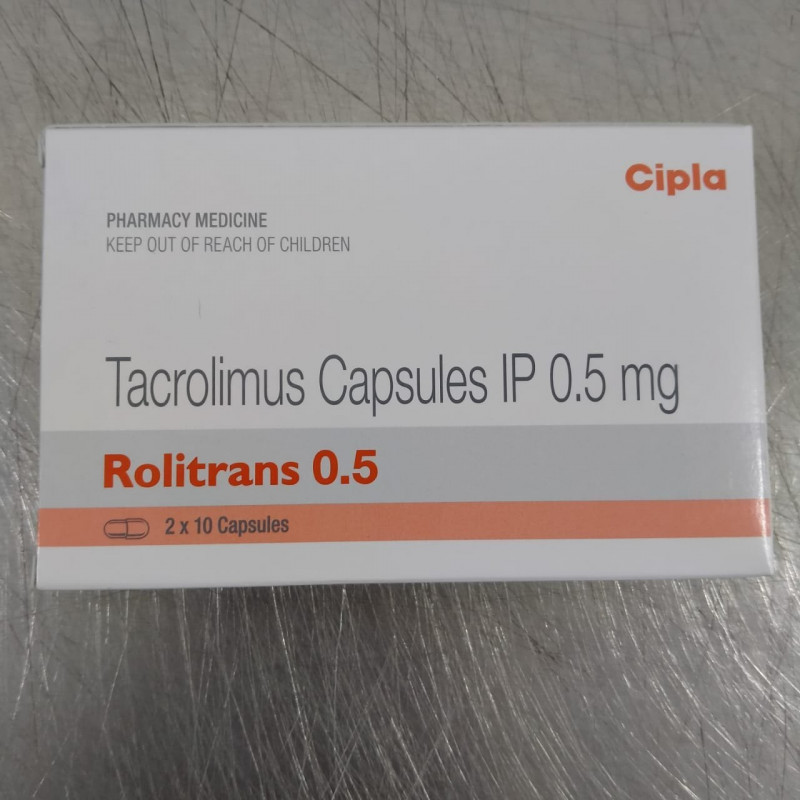 Cipla
PHARMACY MEDICINE
KEEP OUT OF REACH OF CHILDREN
Tacrolimus Capsules IP 0.5 mg
Rolitrans 0.5
2 x 10 Capsules